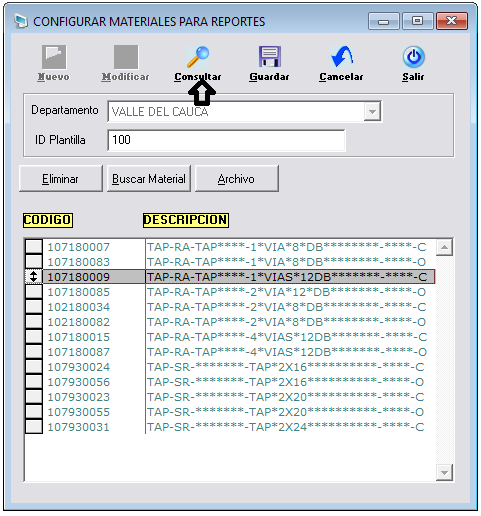 CONFIGURAR MATERIALES PARA REPORTES
Nuevo Modificar Consultar Guardar Cancelar Salir
Departamento VALLE DEL CAUCA
ID Plantilla 100
Eliminar Buscar Material Archivo
CODIGO DESCRIPCION
107180007 TAP-RA-TAP****-1*VIA*8*DB*********-****-C
107180083 TAP-RA-TAP****-1*VIA*8*DB*********-****-O
107180009 TAP-RA-TAP****-1*VIAS*12DB********-****-C
107180085 TAP-RA-TAP****-2*VIA*12*DB********-****-O
102180034 TAP-RA-TAP****-2*VIA*8*DB*********-****-C
102180082 TAP-RA-TAP****-2*VIA*8*DB*********-****-O
107180015 TAP-RA-TAP****-4*VIAS*12DB********-****-C
107180087 TAP-RA-TAP****-4*VIAS*12DB********-****-O
107930024 TAP-SR-********-TAP*2X16**********-****-C
107930056 TAP-SR-********-TAP*2X16**********-****-O
107930023 TAP-SR-********-TAP*2X20**********-****-C
107930055 TAP-SR-********-TAP*2X20**********-****-O
107930031 TAP-SR-********-TAP*2X24**********-****-C